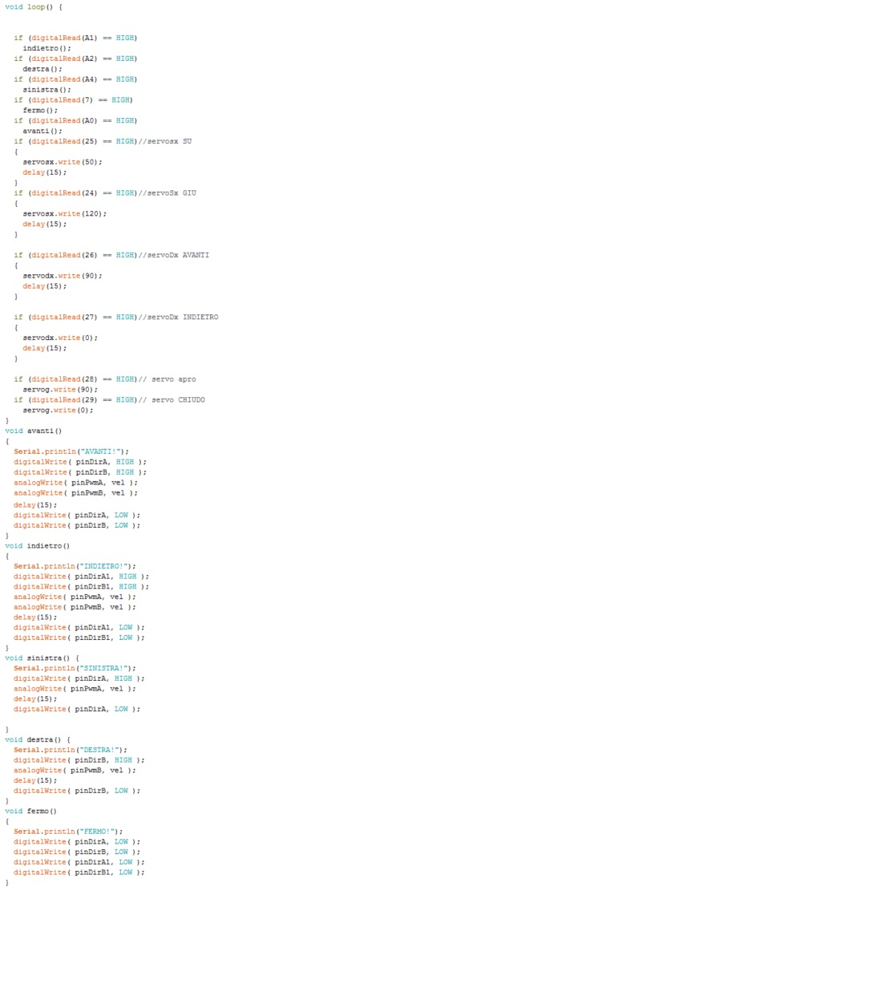 void loop() {
if (digitalRead(A1) == HIGH)
indietro();
if (digitalRead(A2) == HIGH)
destra();
if (digitalRead(A4) == HIGH)
sinistra();
if (digitalRead(7) == HIGH)
fermo();
if (digitalRead(A0) == HIGH)
avanti();
if (digitalRead(25) == HIGH)//servosx SU
{
servosx.write(50);
delay(15);
}
if (digitalRead(24) == HIGH)//servoSx GIU
{
servosx.write(120);
delay(15);
}
if (digitalRead(26) == HIGH)//servoDx AVANTI
{
servodx.write(90);
delay(15);
}
if (digitalRead(27) == HIGH)//servoDx INDIETRO
{
servodx.write(0);
delay(15);
}
if (digitalRead(28) == HIGH)// servo apro
servog.write(90);
if (digitalRead(29) == HIGH)// servo CHIUDO
servog.write(0);
}
void avanti()
{
Serial.println("AVANTI!");
digitalWrite( pinDirA, HIGH );
digitalWrite( pinDirB, HIGH );
analogWrite( pinPwmA, vel );
analogWrite( pinPwmB, vel );
delay(15);
digitalWrite( pinDirA, LOW );
digitalWrite( pinDirB, LOW );
}
void indietro()
{
Serial.println("INDIETRO!");
digitalWrite( pinDirA1, HIGH );
digitalWrite( pinDirB1, HIGH );
analogWrite( pinPwmA, vel );
analogWrite( pinPwmB, vel );
delay(15);
digitalWrite( pinDirA1, LOW );
digitalWrite( pinDirB1, LOW );
}
void sinistra() {
Serial.println("SINISTRA!");
digitalWrite( pinDirA, HIGH );
analogWrite( pinPwmA, vel );
delay(15);
digitalWrite( pinDirA, LOW );
}
void destra() {
Serial.println("DESTRA!");
digitalWrite( pinDirB, HIGH );
analogWrite( pinPwmB, vel );
delay(15);
digitalWrite( pinDirB, LOW );
}
void fermo()
{
Serial.println("FERMO!");
digitalWrite( pinDirA, LOW );
digitalWrite( pinDirB, LOW );
digitalWrite( pinDirA1, LOW );
digitalWrite( pinDirB1, LOW );
}